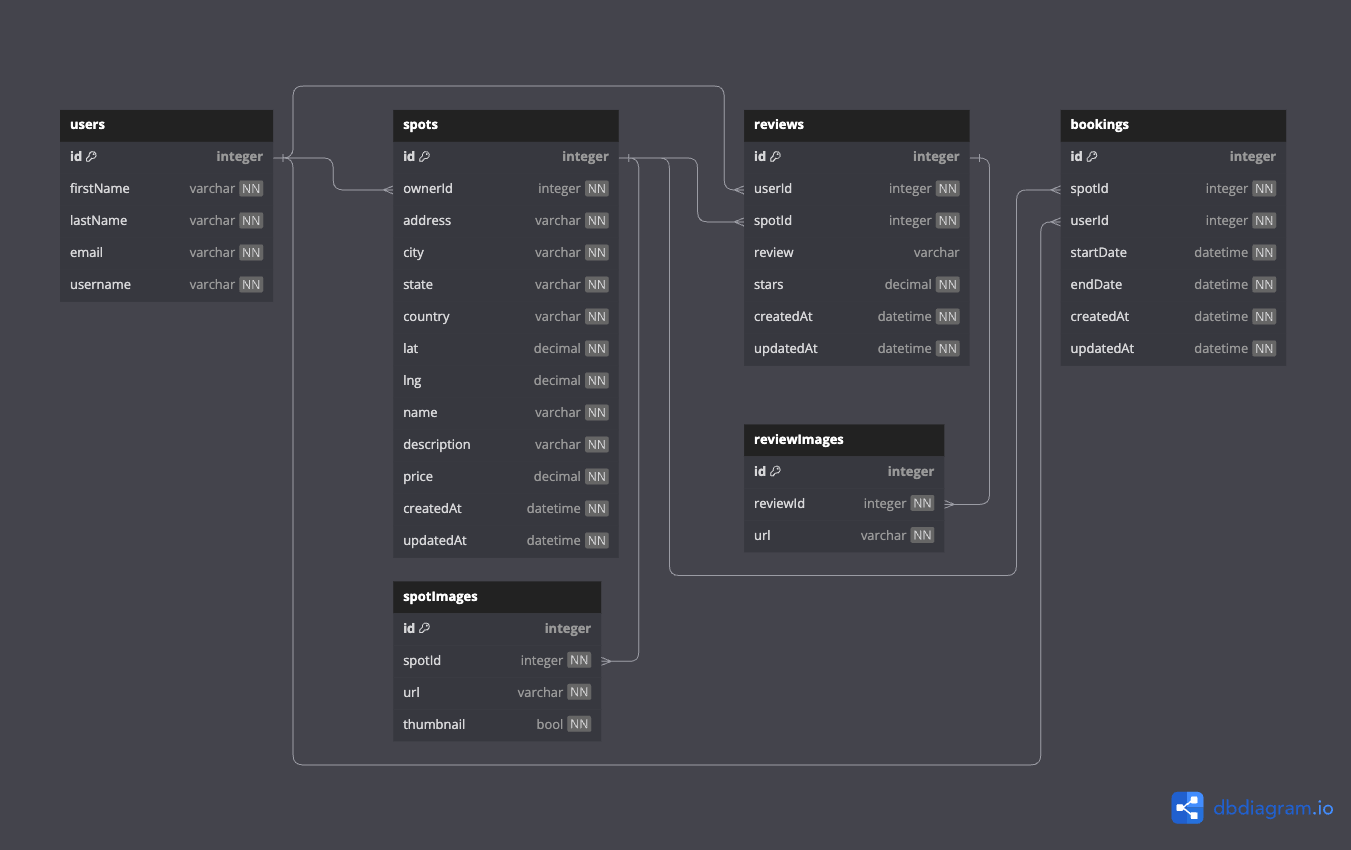 users
id integer
firstName varchar NN
lastName varchar NN
email varchar NN
username varchar NN
spots
id integer
ownerId integer NN
address varchar NN
city varchar NN
state varchar NN
country varchar NN
lat decimal NN
lng decimal NN
name varchar NN
description varchar NN
price decimal NN
createdAt datetime NN
updatedAt datetime NN
spotImages
id integer
spotId integer NN
url varchar NN
thumbnail bool NN
reviews
id integer
userId integer NN
spotId integer NN
review varchar
stars decimal NN
createdAt datetime NN
updatedAt datetime NN
reviewImages
id integer
reviewId integer NN
url varchar NN
bookings
id integer
spotId integer NN
userId integer NN
startDate datetime NN
endDate datetime NN
createdAt datetime NN
updatedAt datetime NN
dbdiagram.io